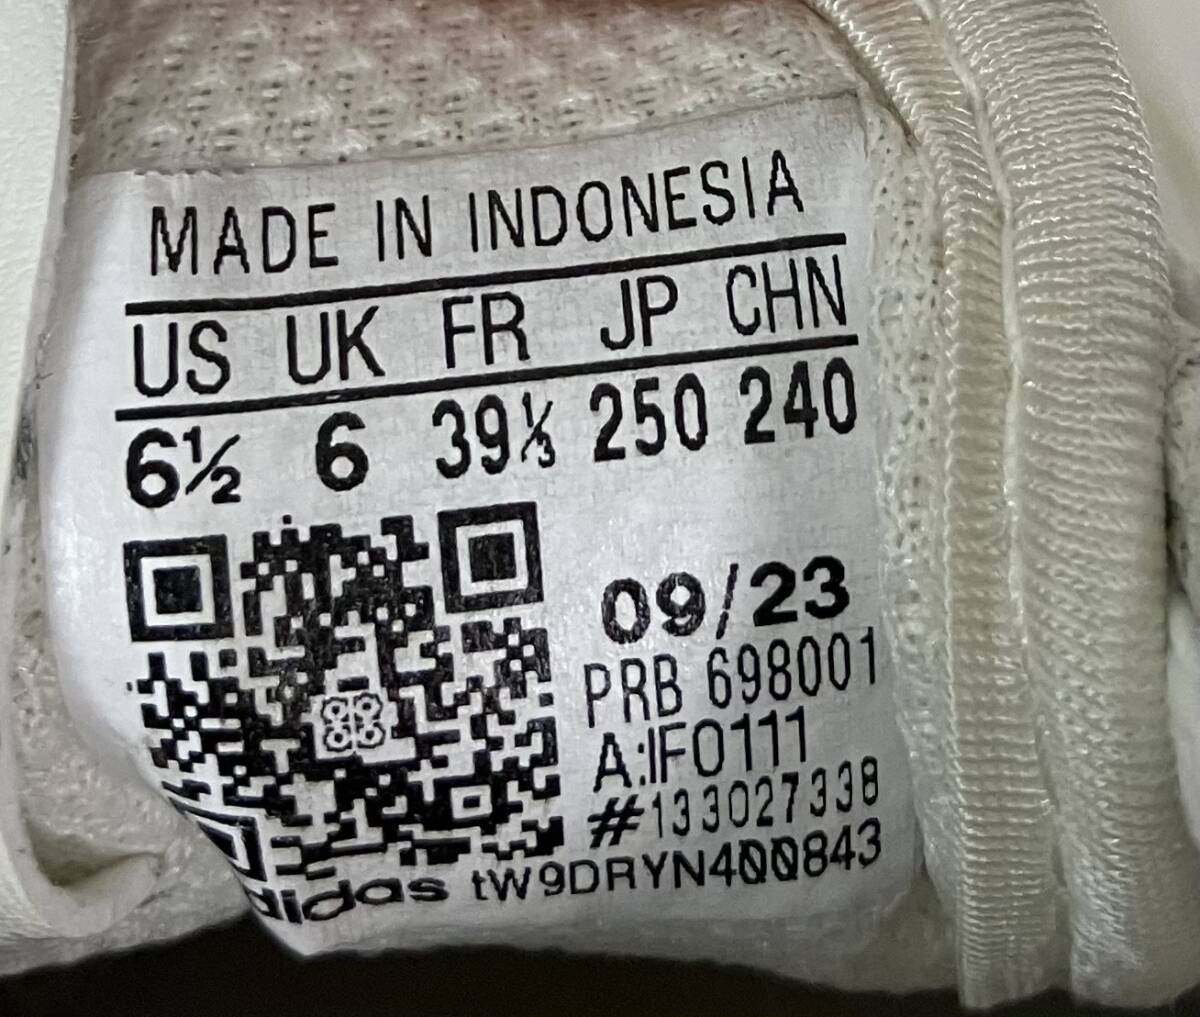 MADE IN INDONESIA
US UK FR JP CHN
6½ 6 39⅓ 250 240
09/23
PRB 698001
A:IF0111
#133027338
adidas tW9DRYN400843